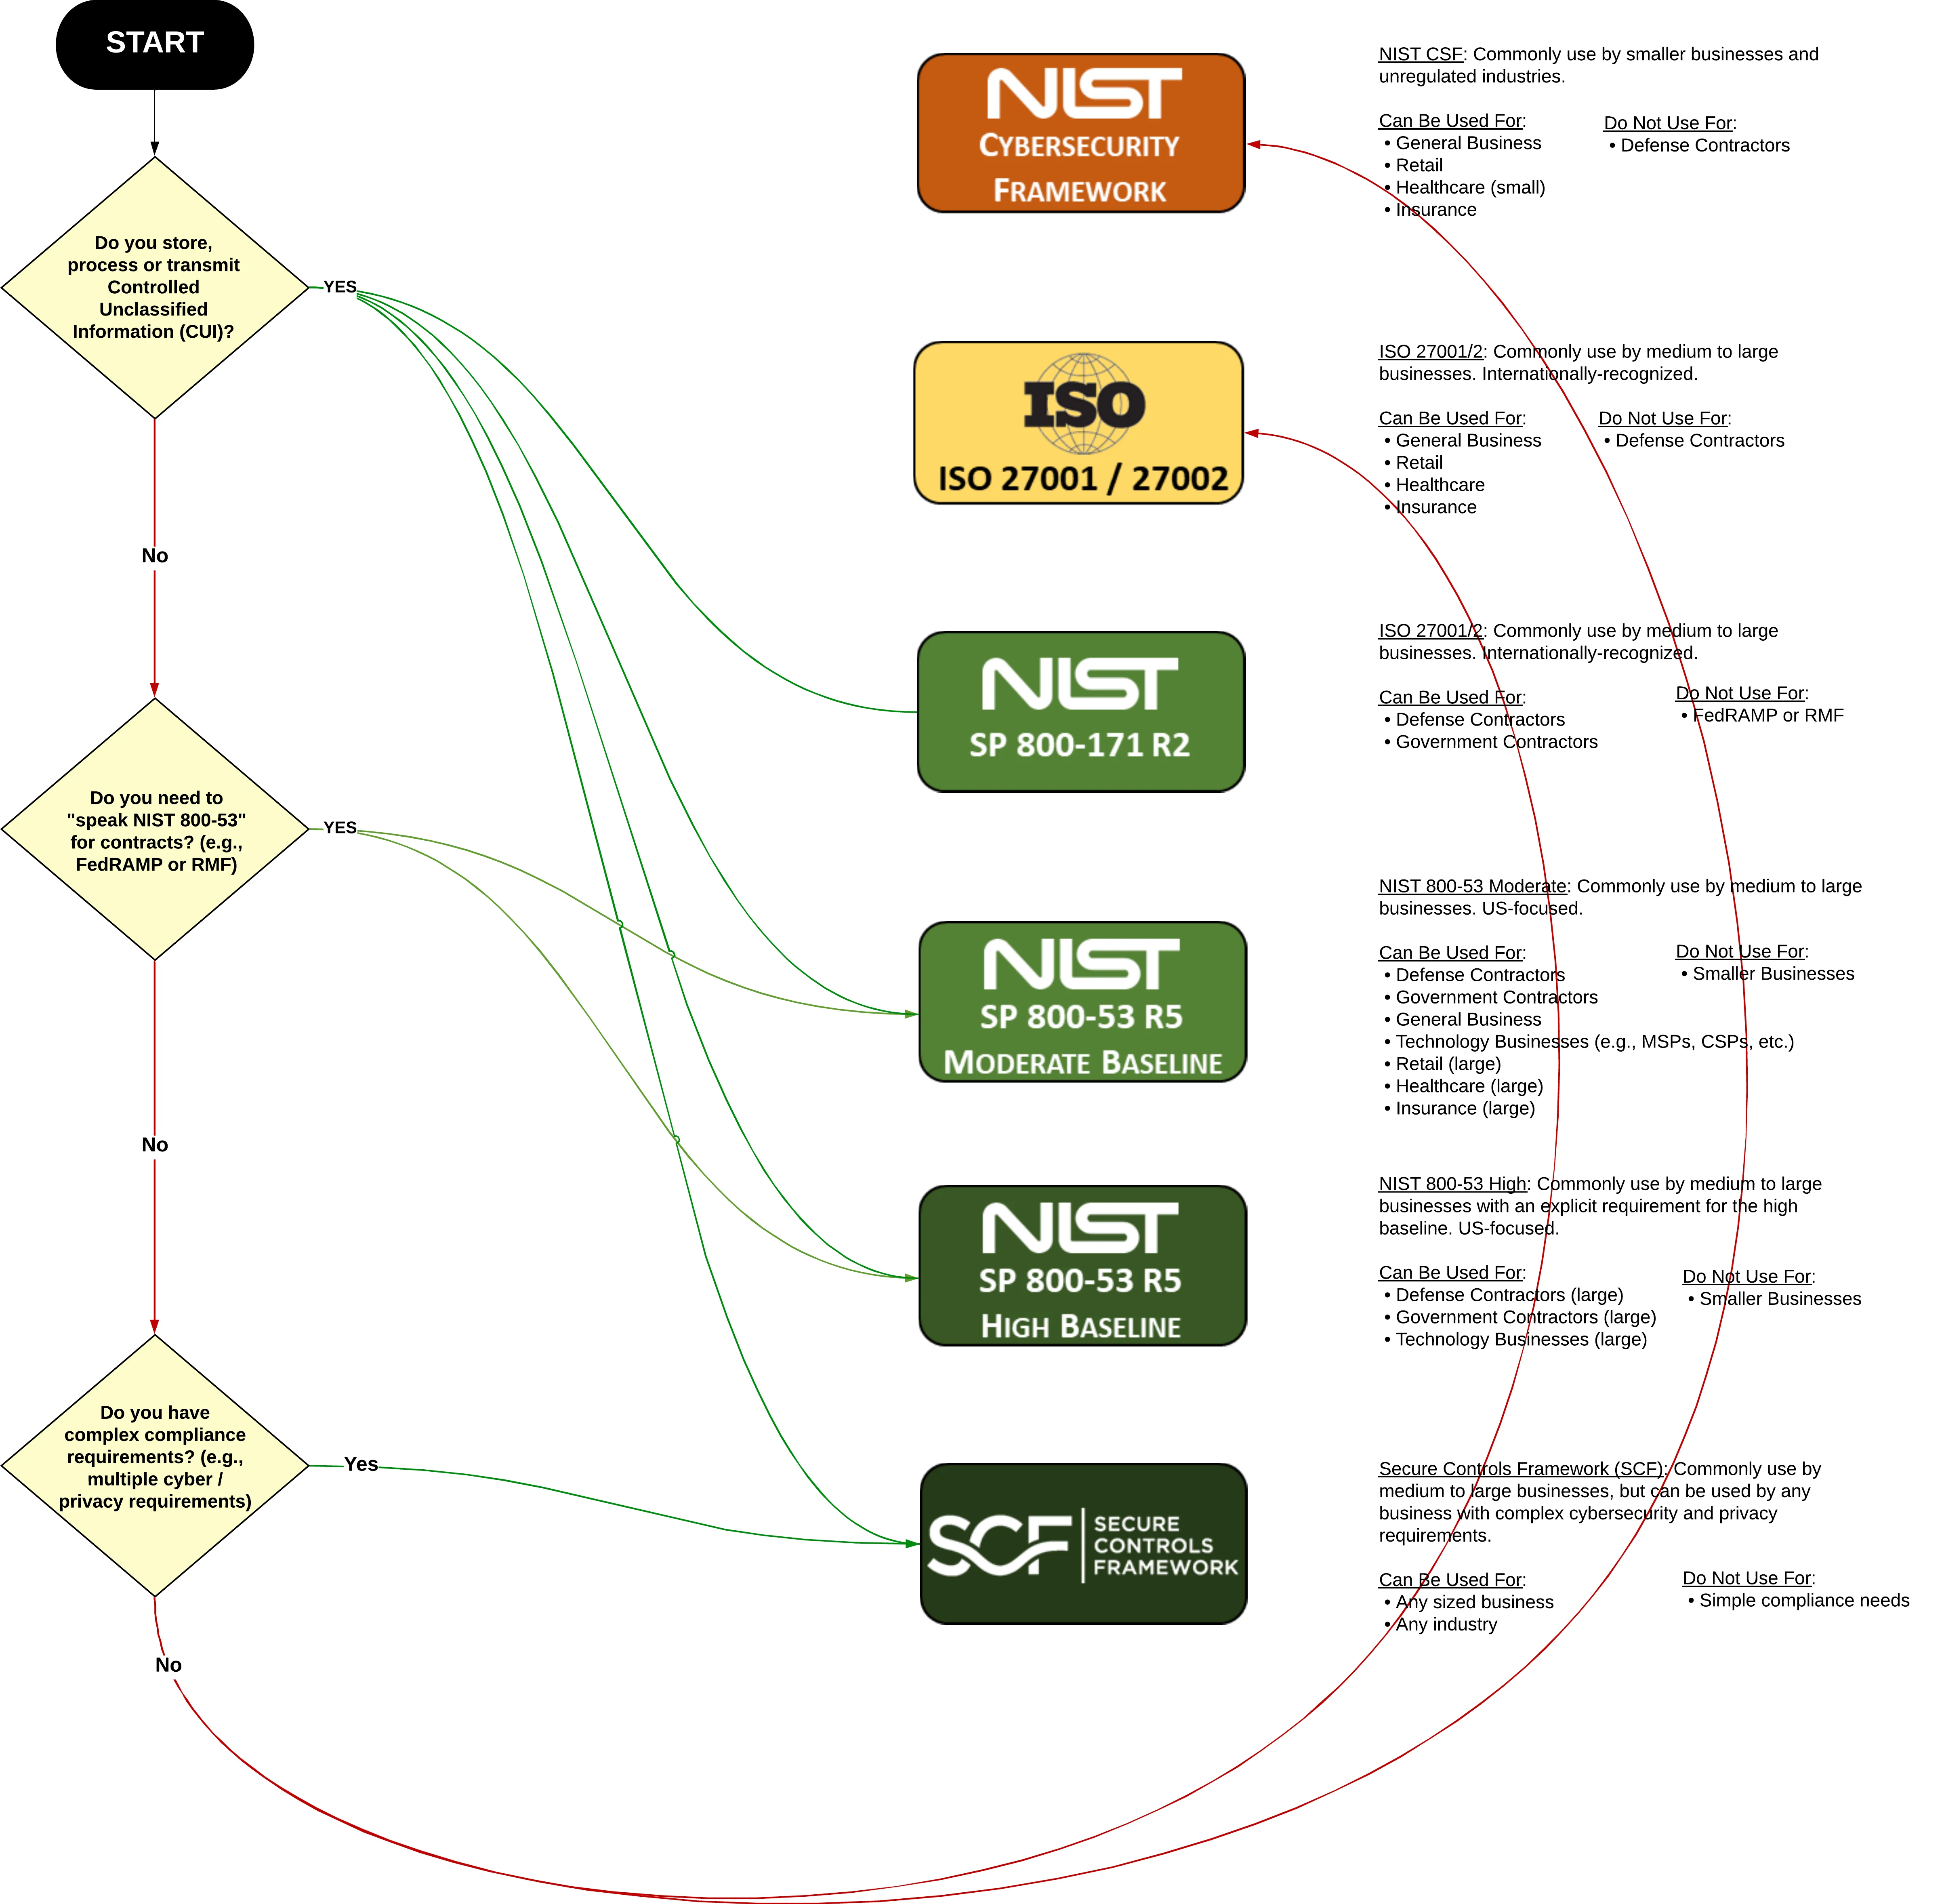 START
Do you store,
process or transmit
Controlled
Unclassified
Information (CUI)?
YES
No
Do you need to
"speak NIST 800-53"
for contracts? (e.g.,
FedRAMP or RMF)
YES
No
Do you have
complex compliance
requirements? (e.g.,
multiple cyber /
privacy requirements)
Yes
No
NIST
CYBERSECURITY
FRAMEWORK
NIST CSF: Commonly use by smaller businesses and
unregulated industries.
Can Be Used For:
• General Business
• Retail
• Healthcare (small)
• Insurance
Do Not Use For:
• Defense Contractors
ISO
ISO 27001 / 27002
ISO 27001/2: Commonly use by medium to large
businesses. Internationally-recognized.
Can Be Used For:
• General Business
• Retail
• Healthcare
• Insurance
Do Not Use For:
• Defense Contractors
NIST
SP 800-171 R2
ISO 27001/2: Commonly use by medium to large
businesses. Internationally-recognized.
Can Be Used For:
• Defense Contractors
• Government Contractors
Do Not Use For:
• FedRAMP or RMF
NIST
SP 800-53 R5
MODERATE BASELINE
NIST 800-53 Moderate: Commonly use by medium to large
businesses. US-focused.
Can Be Used For:
• Defense Contractors
• Government Contractors
• General Business
• Technology Businesses (e.g., MSPs, CSPs, etc.)
• Retail (large)
• Healthcare (large)
• Insurance (large)
Do Not Use For:
• Smaller Businesses
NIST
SP 800-53 R5
HIGH BASELINE
NIST 800-53 High: Commonly use by medium to large
businesses with an explicit requirement for the high
baseline. US-focused.
Can Be Used For:
• Defense Contractors (large)
• Government Contractors (large)
• Technology Businesses (large)
Do Not Use For:
• Smaller Businesses
SCF
SECURE
CONTROLS
FRAMEWORK
Secure Controls Framework (SCF): Commonly use by
medium to large businesses, but can be used by any
business with complex cybersecurity and privacy
requirements.
Can Be Used For:
• Any sized business
• Any industry
Do Not Use For:
• Simple compliance needs